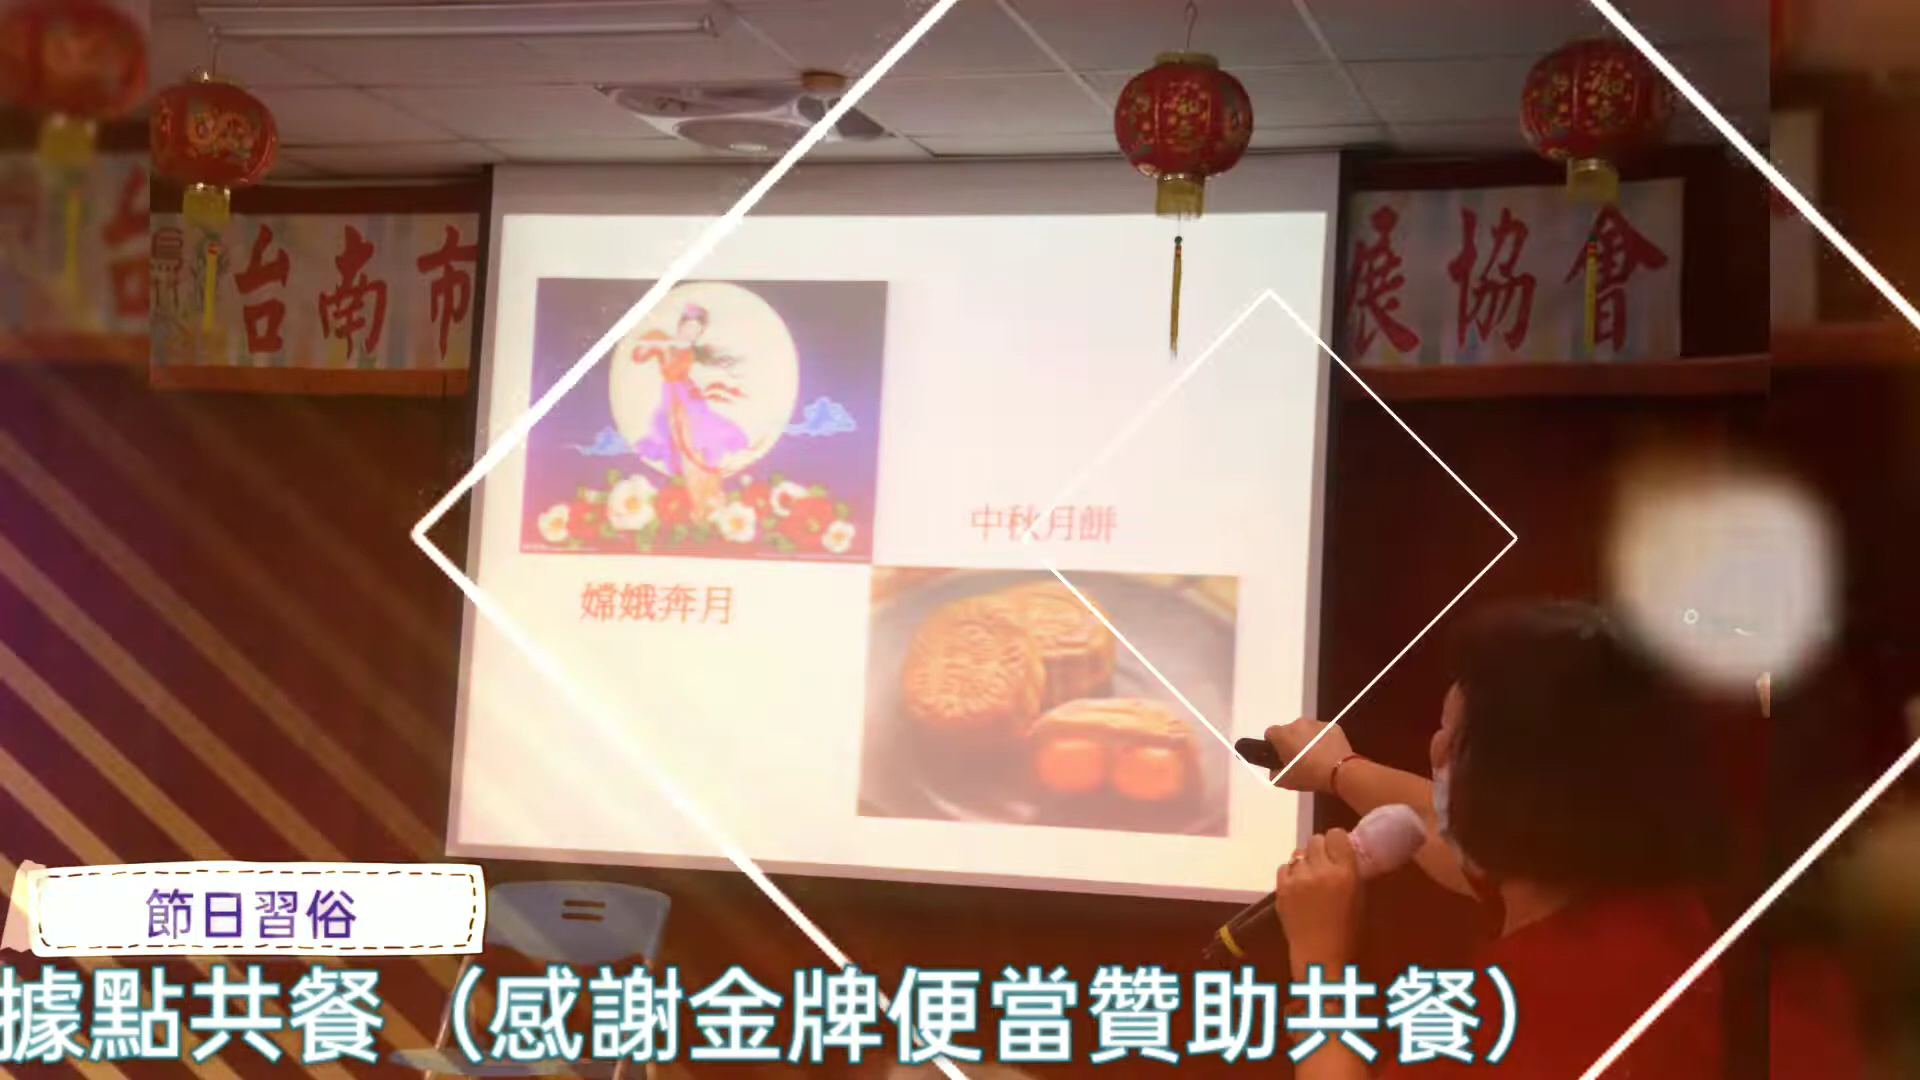 台南市
展協會
中秋月餅
嫦娥奔月
節日習俗
據點共餐（感謝金牌便當贊助共餐）